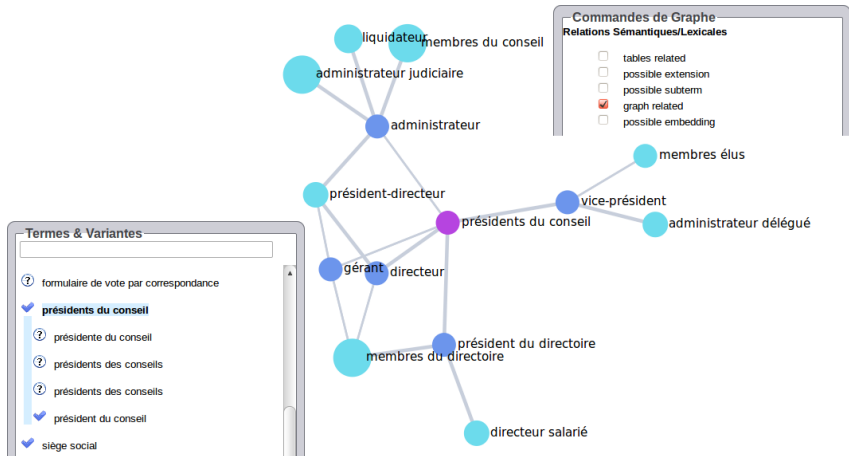 liquidateur
membres du conseil
administrateur judiciaire
administrateur
président-directeur
présidents du conseil
gérant
directeur
membres du directoire
président du directoire
directeur salarié
vice-président
membres élus
administrateur délégué
Commandes de Graphe
Relations Sémantiques/Lexicales
tables related
possible extension
possible subterm
graph related
possible embedding
Termes & Variantes
formulaire de vote par correspondance
présidents du conseil
présidente du conseil
présidents des conseils
présidents des conseils
président du conseil
siège social